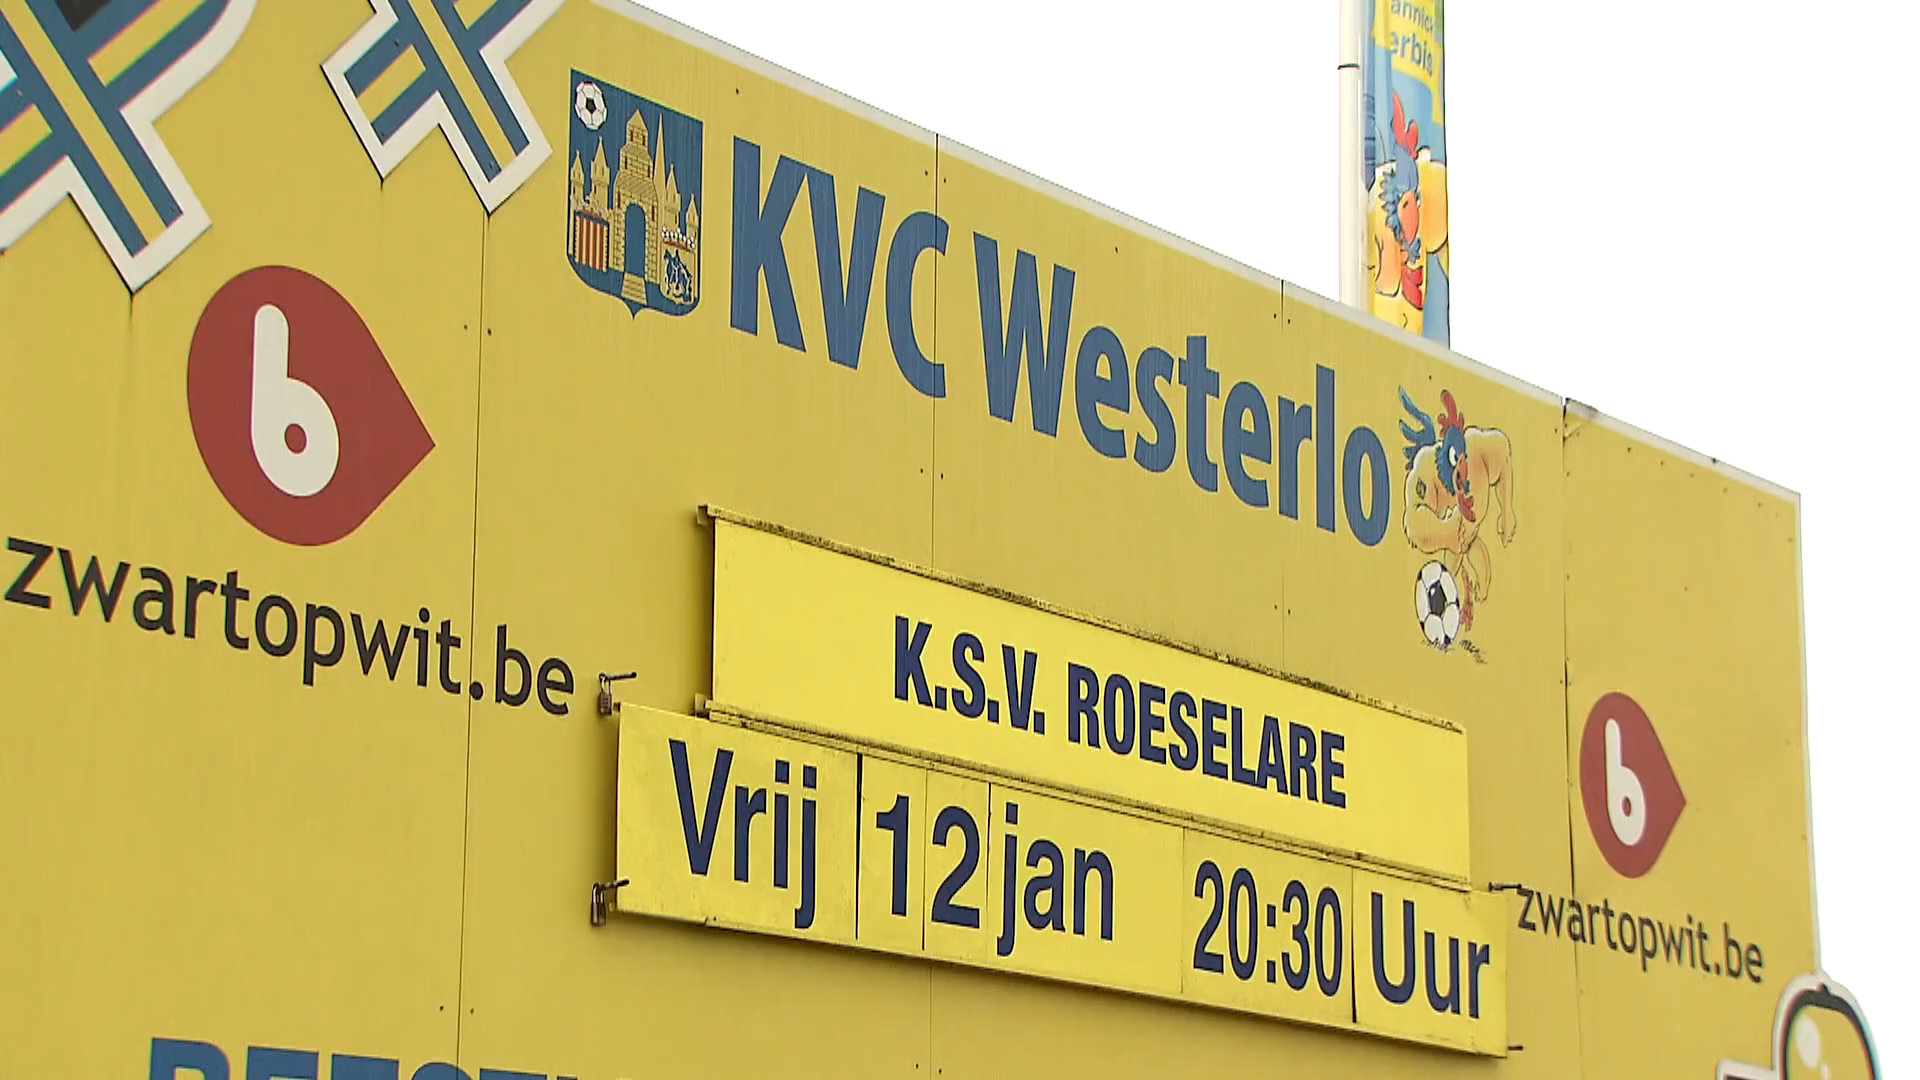 KVC Westerlo
zwartopwit.be
K.S.V. ROESELARE
Vrij 12 jan 20:30 Uur
zwartopwit.be